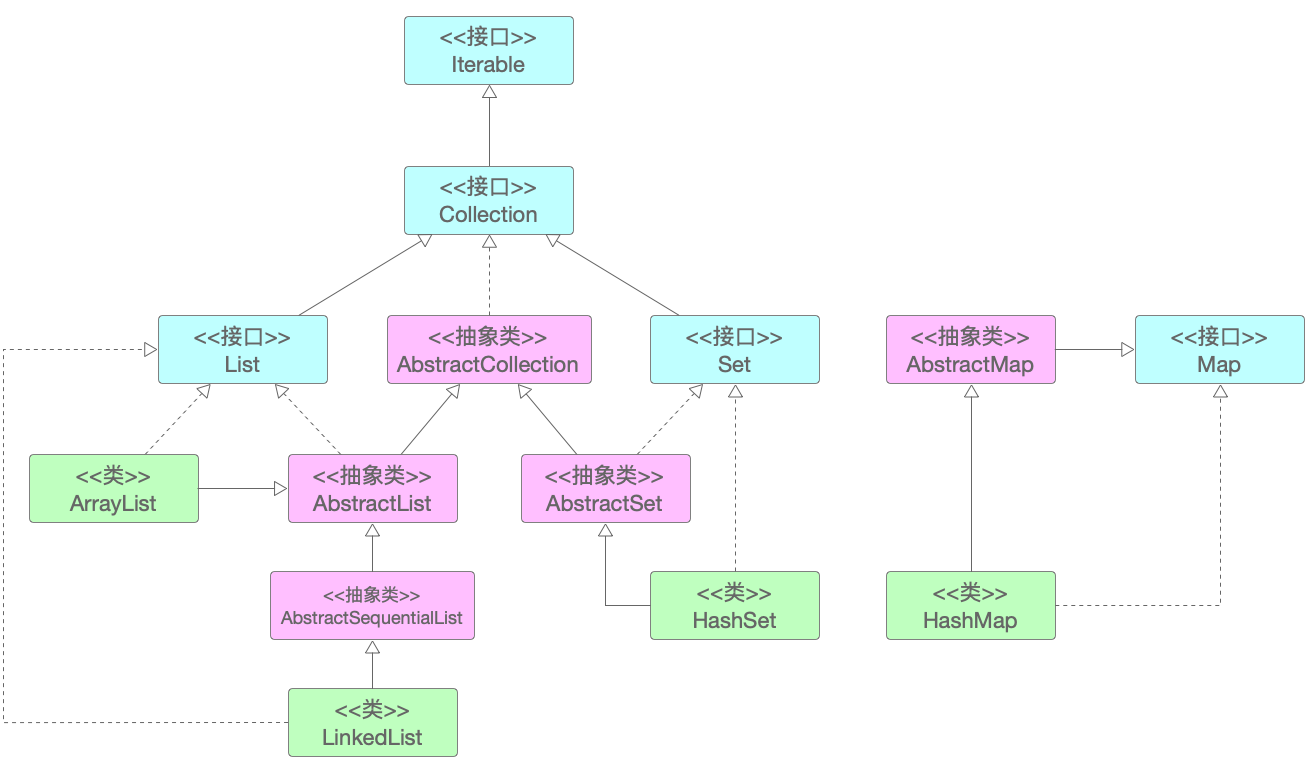 <<接口>>
Iterable
<<接口>>
Collection
<<接口>>
List
<<抽象类>>
AbstractCollection
<<接口>>
Set
<<抽象类>>
AbstractMap
<<接口>>
Map
<<类>>
ArrayList
<<抽象类>>
AbstractList
<<抽象类>>
AbstractSet
<<抽象类>>
AbstractSequentialList
<<类>>
HashSet
<<类>>
HashMap
<<类>>
LinkedList